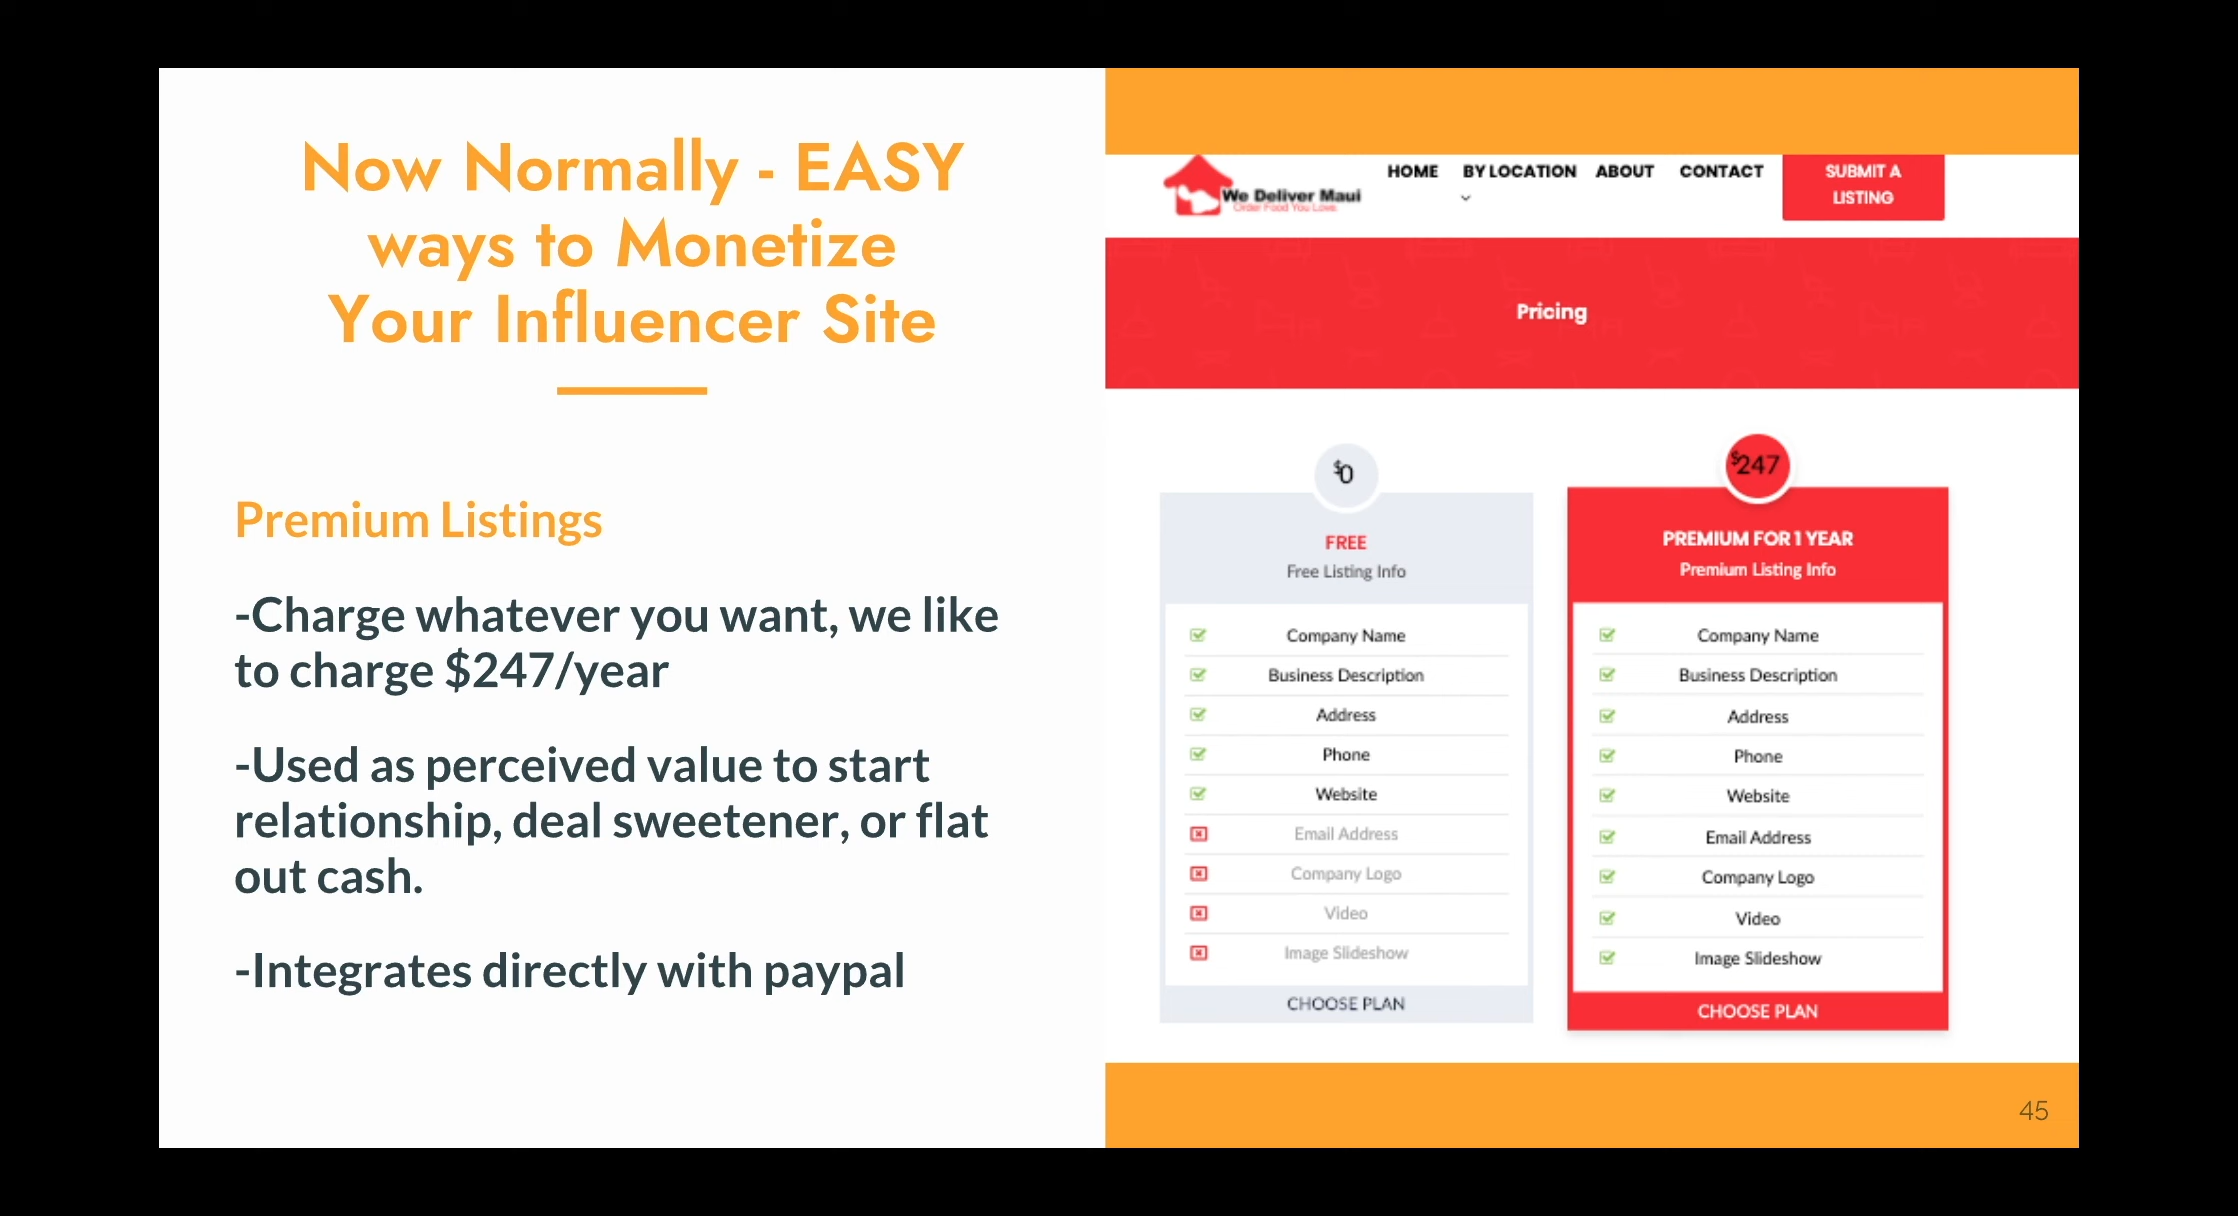 Now Normally - EASY
ways to Monetize
Your Influencer Site
Premium Listings
-Charge whatever you want, we like
to charge $247/year
-Used as perceived value to start
relationship, deal sweetener, or flat
out cash.
-Integrates directly with paypal
We Deliver Maui
Order Food You Love.
HOME
BY LOCATION
ABOUT
CONTACT
SUBMIT A
LISTING
Pricing
$0
FREE
Free Listing Info
Company Name
Business Description
Address
Phone
Website
Email Address
Company Logo
Video
Image Slideshow
CHOOSE PLAN
$247
PREMIUM FOR 1 YEAR
Premium Listing Info
Company Name
Business Description
Address
Phone
Website
Email Address
Company Logo
Video
Image Slideshow
CHOOSE PLAN
45